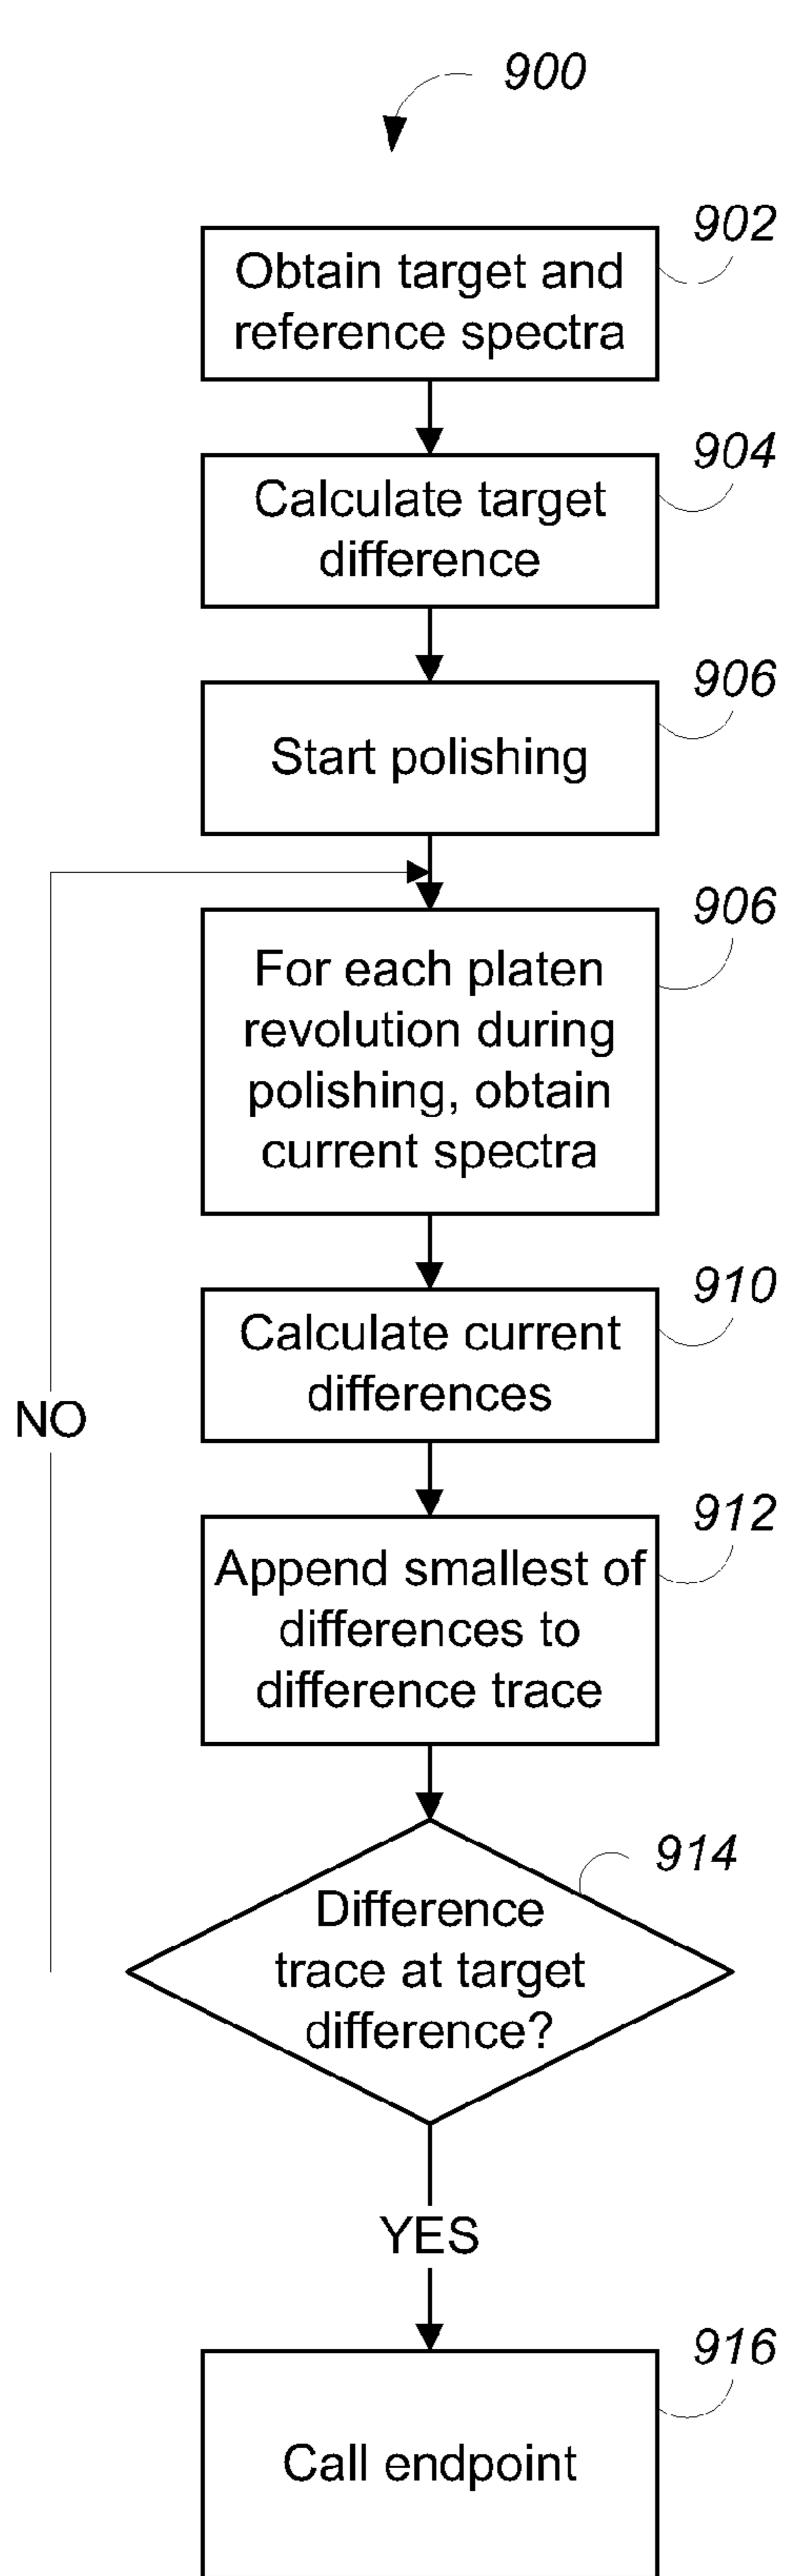 900
902
Obtain target and
reference spectra
904
Calculate target
difference
906
Start polishing
906
For each platen
revolution during
polishing, obtain
current spectra
910
Calculate current
differences
NO
912
Append smallest of
differences to
difference trace
914
Difference
trace at target
difference?
YES
916
Call endpoint